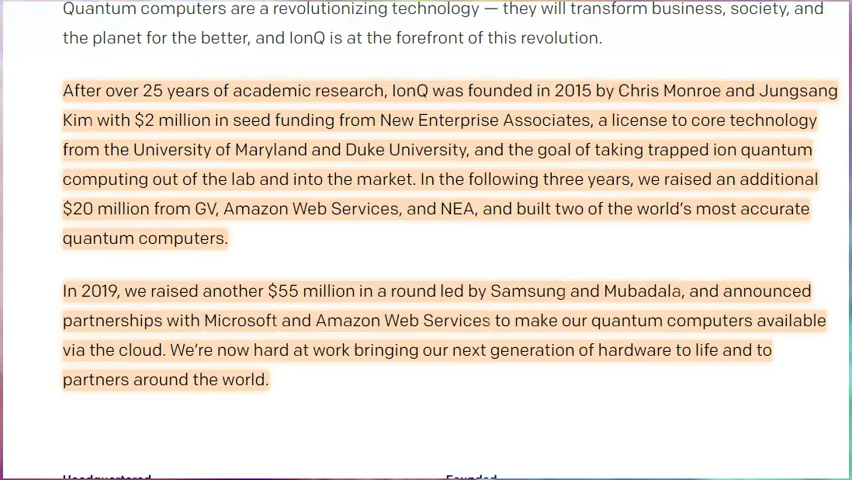 Quantum computers are a revolutionizing technology — they will transform business, society, and
the planet for the better, and IonQ is at the forefront of this revolution.
After over 25 years of academic research, IonQ was founded in 2015 by Chris Monroe and Jungsang
Kim with $2 million in seed funding from New Enterprise Associates, a license to core technology
from the University of Maryland and Duke University, and the goal of taking trapped ion quantum
computing out of the lab and into the market. In the following three years, we raised an additional
$20 million from GV, Amazon Web Services, and NEA, and built two of the world's most accurate
quantum computers.
In 2019, we raised another $55 million in a round led by Samsung and Mubadala, and announced
partnerships with Microsoft and Amazon Web Services to make our quantum computers available
via the cloud. We're now hard at work bringing our next generation of hardware to life and to
partners around the world.
Headquartered Founded